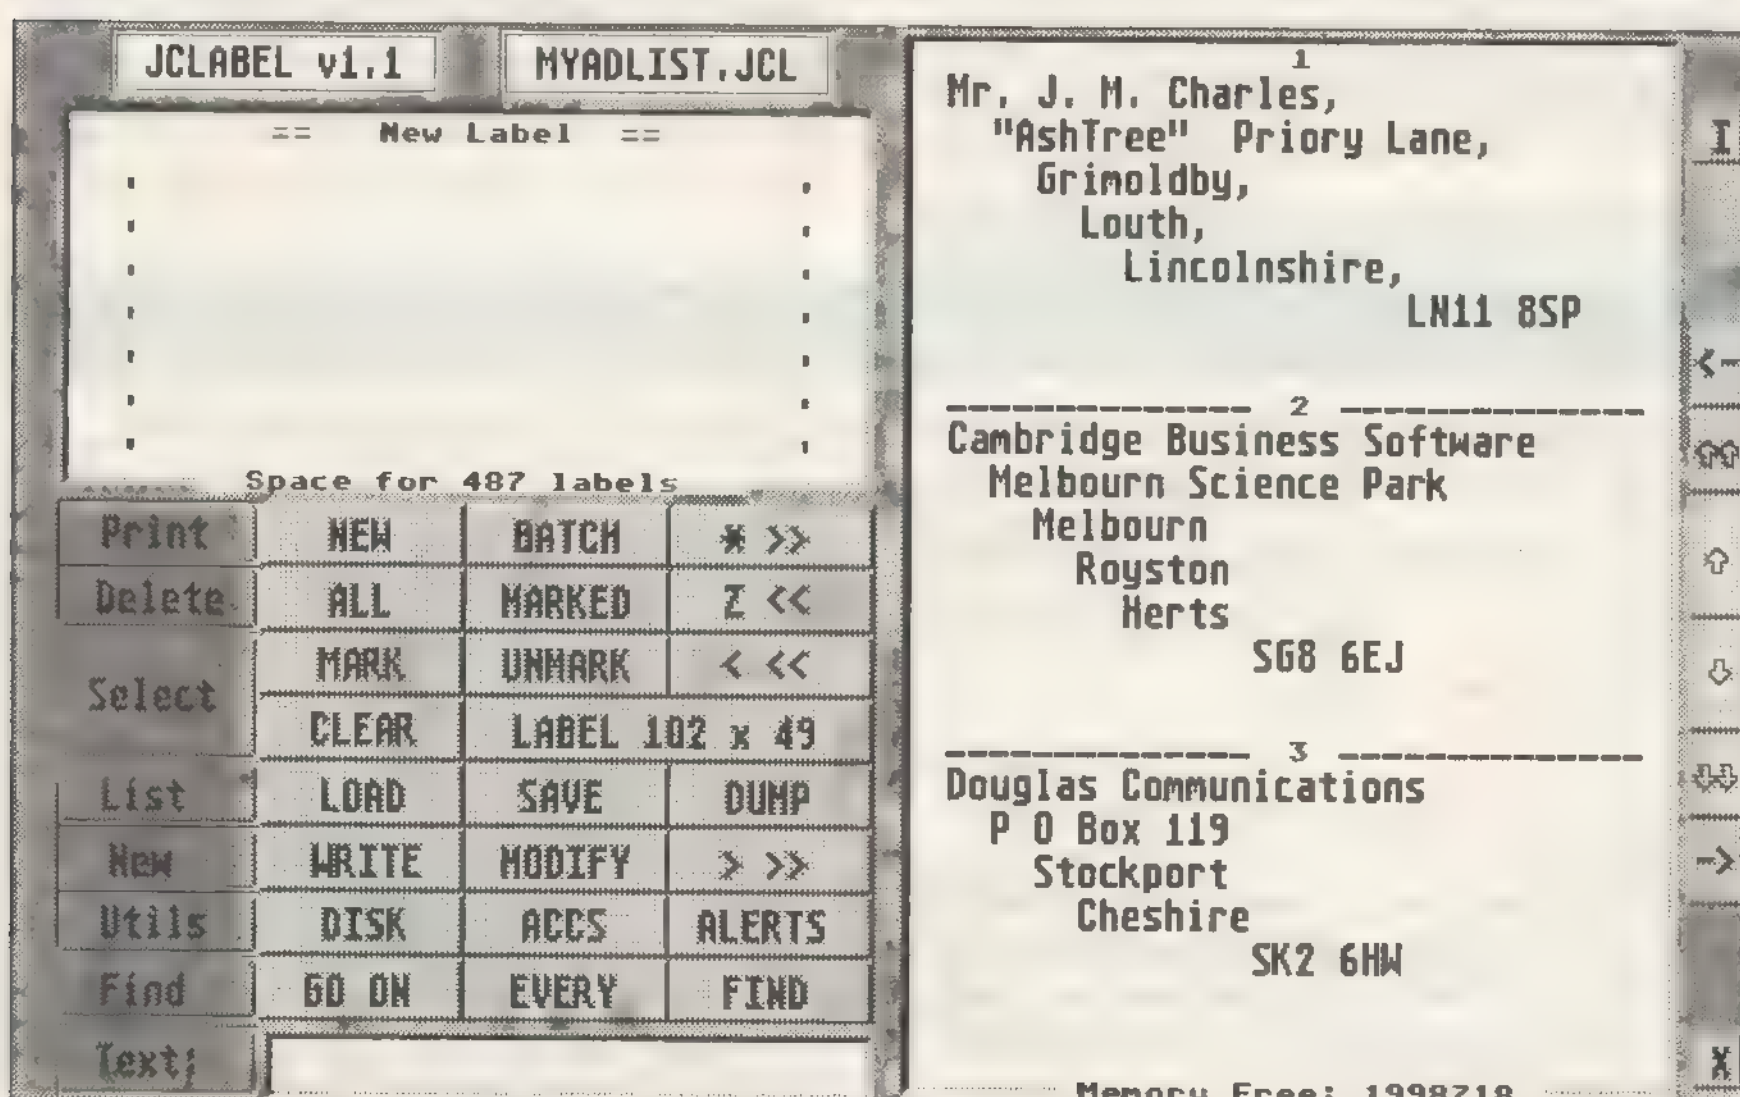 JCLABEL v1.1
MYADLIST.JCL
== New Label ==
Space for 487 labels
Print NEW BATCH * >>
Delete ALL MARKED Z <<
Select MARK UNMARK < <<
CLEAR LABEL 102 x 49
List LOAD SAVE DUMP
New WRITE MODIFY > >>
Utils DISK ACCS ALERTS
Find GO ON EVERY FIND
Text:
1
Mr. J. M. Charles,
"AshTree" Priory Lane,
Grimoldby,
Louth,
Lincolnshire,
LN11 8SP
2
Cambridge Business Software
Melbourn Science Park
Melbourn
Royston
Herts
SG8 6EJ
3
Douglas Communications
P O Box 119
Stockport
Cheshire
SK2 6HW
Memory Free: 1998718
I
<-
->
X